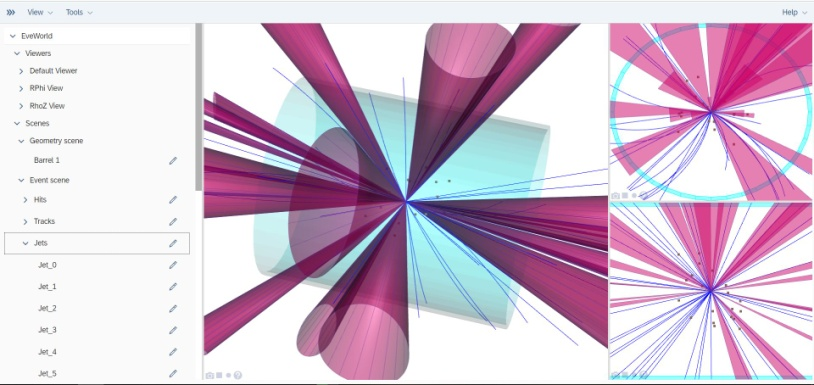 View Tools Help
EveWorld
Viewers
Default Viewer
RPhi View
RhoZ View
Scenes
Geometry scene
Barrel 1
Event scene
Hits
Tracks
Jets
Jet_0
Jet_1
Jet_2
Jet_3
Jet_4
Jet_5